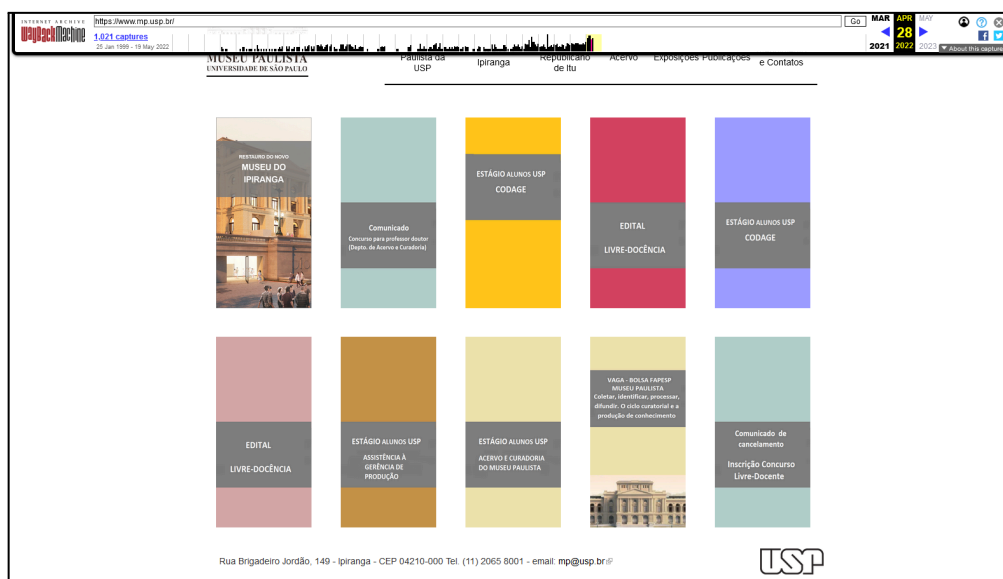 INTERNET ARCHIVE
WayBackMachine
https://www.mp.usp.br/
Go
MAR APR MAY
1,021 captures
28
25 Jan 1999 - 19 May 2022
2021 2022 2023
About this capture
MUSEU PAULISTA
UNIVERSIDADE DE SÃO PAULO
Paulista da
USP
Ipiranga
Republicano
de Itu
Acervo
Exposições
Publicações
e Contatos
RESTAURO DO NOVO
MUSEU DO
IPIRANGA
Comunicado
Concurso para professor doutor
(Depto. de Acervo e Curadoria)
ESTÁGIO ALUNOS USP
CODAGE
EDITAL
LIVRE-DOCÊNCIA
ESTÁGIO ALUNOS USP
CODAGE
EDITAL
LIVRE-DOCÊNCIA
ESTÁGIO ALUNOS USP
ASSISTÊNCIA À
GERÊNCIA DE
PRODUÇÃO
ESTÁGIO ALUNOS USP
ACERVO E CURADORIA
DO MUSEU PAULISTA
VAGA - BOLSA FAPESP
MUSEU PAULISTA
Coletar, identificar, processar,
difundir. O ciclo curatorial e a
produção de conhecimento
Comunicado de
cancelamento
Inscrição Concurso
Livre-Docente
Rua Brigadeiro Jordão, 149 - Ipiranga - CEP 04210-000 Tel. (11) 2065 8001 - email: mp@usp.br
USP